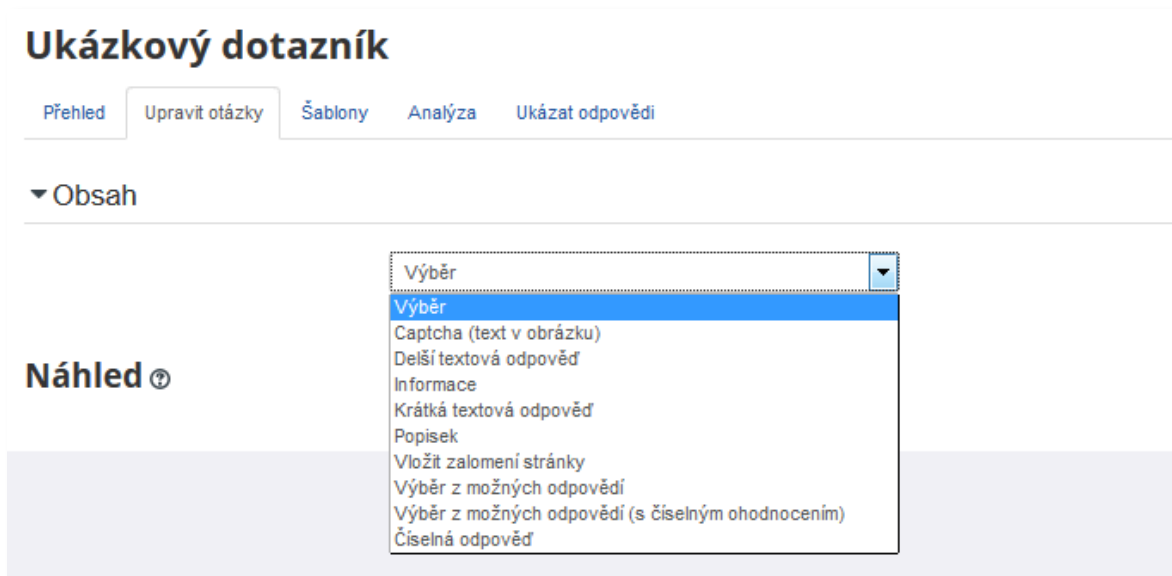 Ukázkový dotazník
Přehled Upravit otázky Šablony Analýza Ukázat odpovědi
Obsah
Výběr
Výběr
Captcha (text v obrázku)
Delší textová odpověď
Informace
Krátká textová odpověď
Popisek
Vložit zalomení stránky
Výběr z možných odpovědí
Výběr z možných odpovědí (s číselným ohodnocením)
Číselná odpověď
Náhled